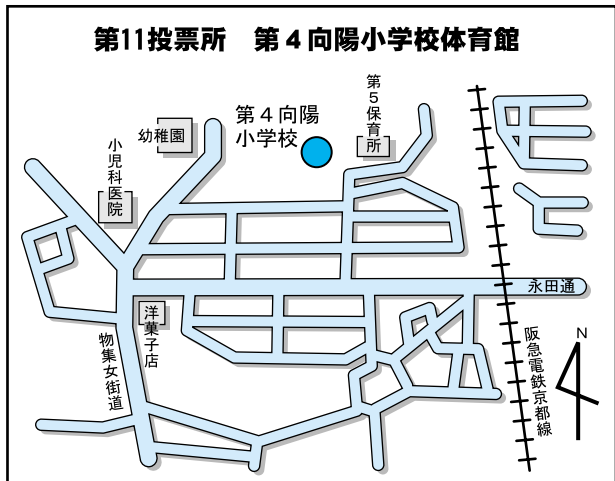 第11投票所　第４向陽小学校体育館
第４向陽
小学校
第5保育所
幼稚園
小児科医院
永田通
洋菓子店
物集女街道
阪急電鉄京都線
N